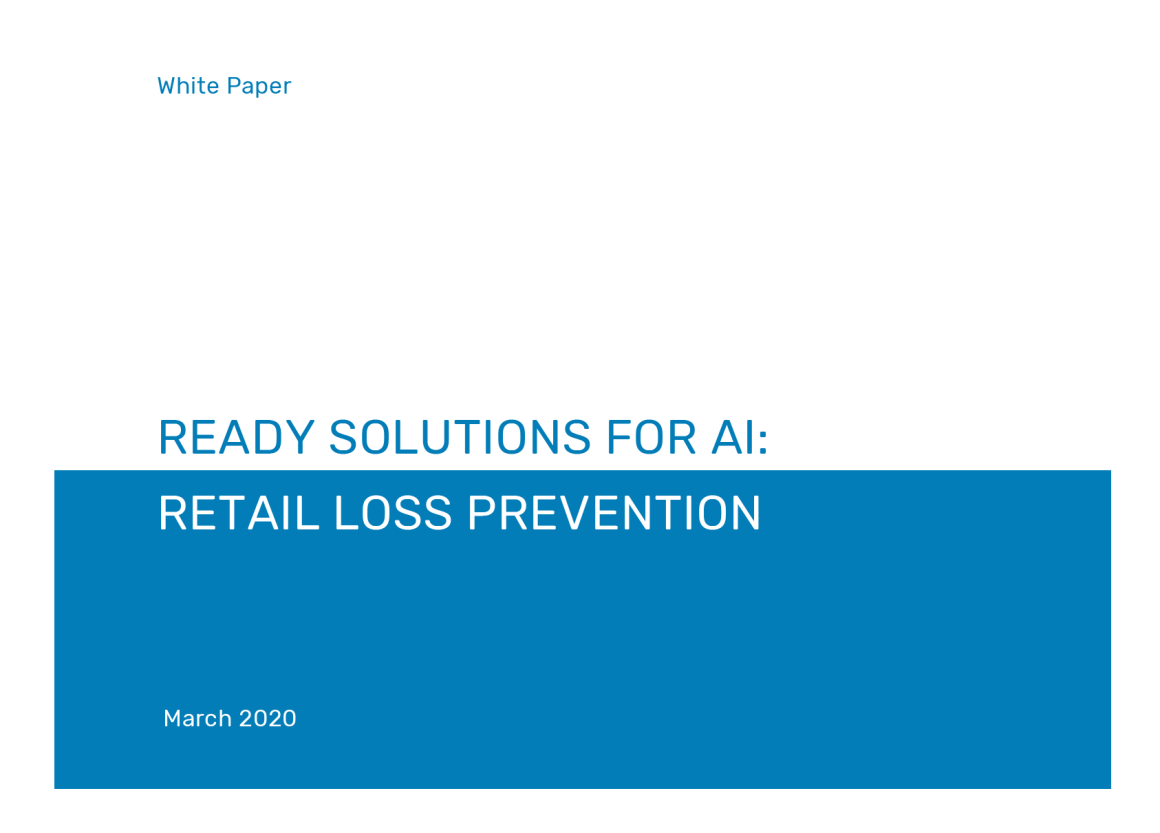 White Paper
READY SOLUTIONS FOR AI:
RETAIL LOSS PREVENTION
March 2020